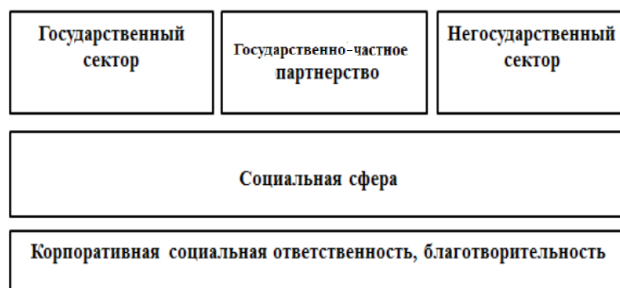 Государственный
сектор
Государственно-частное
партнерство
Негосударственный
сектор
Социальная сфера
Корпоративная социальная ответственность, благотворительность